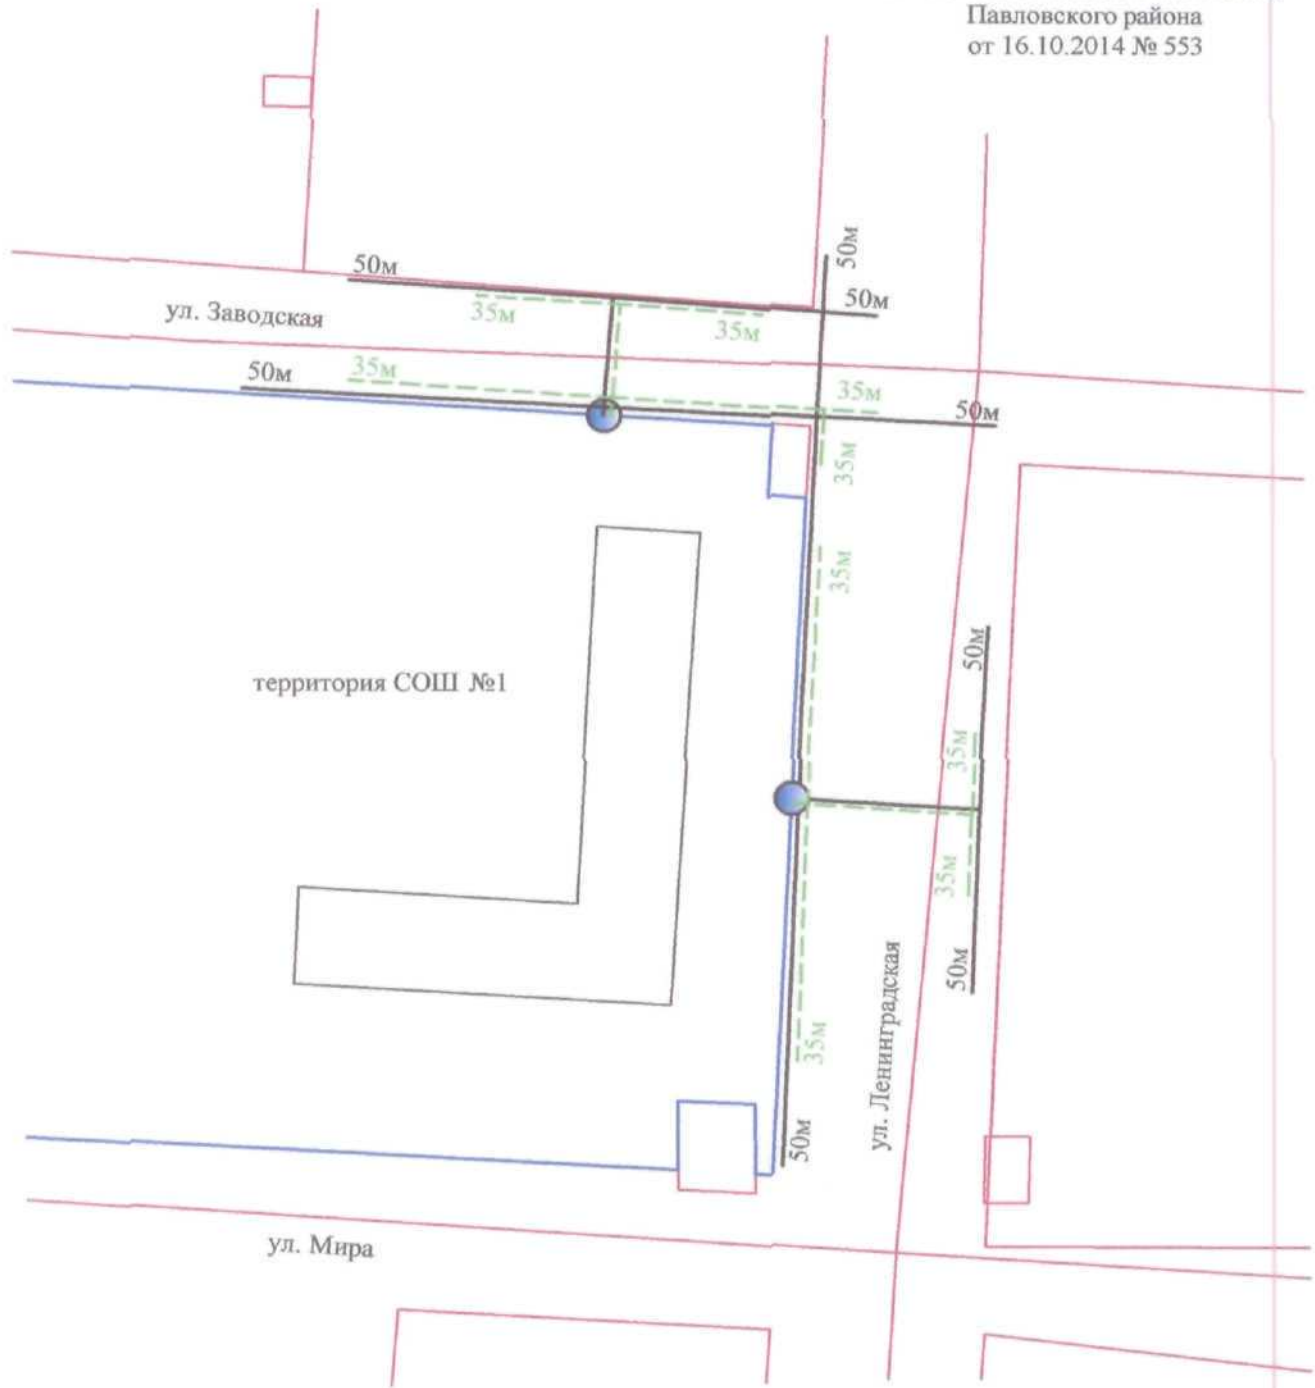 Павловского района
от 16.10.2014 № 553
50м
50м
50м
ул. Заводская
35м
35м
50м
35м
35м
50м
35м
35м
50м
территория СОШ №1
35м
35м
50м
ул. Ленинградская
35м
50м
ул. Мира